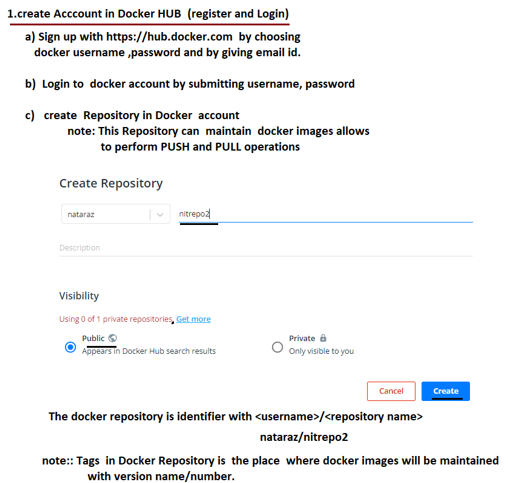 1.create Acccount in Docker HUB  (register and Login)
a) Sign up with https://hub.docker.com  by choosing
docker username ,password and by giving email id.
b)  Login to  docker account by submitting username, password
c)   create  Repository in Docker  account
note: This Repository can  maintain  docker images allows
to perform PUSH and PULL operations
Create Repository
nataraz nitrepo2
Description
Visibility
Using 0 of 1 private repositories. Get more
Public Private
Appears in Docker Hub search results Only visible to you
Cancel Create
The docker repository is identifier with <username>/<repository name>
nataraz/nitrepo2
note:: Tags  in Docker Repository is  the place  where docker images will be maintained
with version name/number.